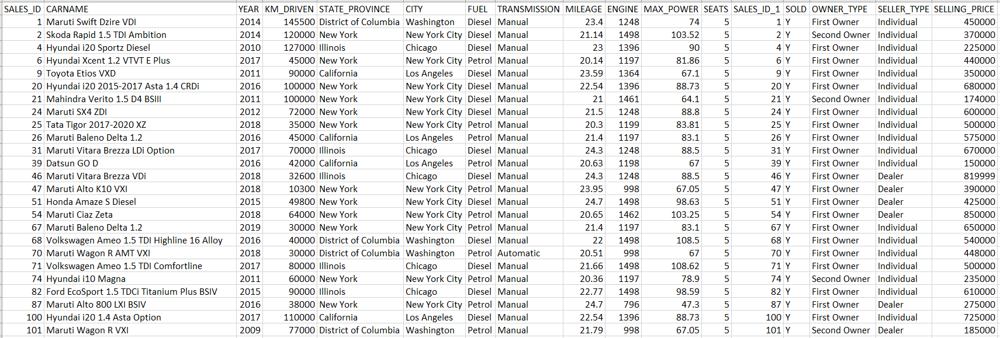 SALES_ID CARNAME YEAR KM_DRIVEN STATE_PROVINCE CITY FUEL TRANSMISSION MILEAGE ENGINE MAX_POWER SEATS SALES_ID_1 SOLD OWNER_TYPE SELLER_TYPE SELLING_PRICE
1 Maruti Swift Dzire VDI 2014 145500 District of Columbia Washington Diesel Manual 23.4 1248 74 5 1 Y First Owner Individual 450000
2 Skoda Rapid 1.5 TDI Ambition 2014 120000 New York New York City Diesel Manual 21.14 1498 103.52 5 2 Y Second Owner Individual 370000
4 Hyundai i20 Sportz Diesel 2010 127000 Illinois Chicago Diesel Manual 23 1396 90 5 4 Y First Owner Individual 225000
6 Hyundai Xcent 1.2 VTVT E Plus 2017 45000 New York New York City Petrol Manual 20.14 1197 81.86 5 6 Y First Owner Individual 440000
9 Toyota Etios VXD 2011 90000 California Los Angeles Diesel Manual 23.59 1364 67.1 5 9 Y First Owner Individual 350000
20 Hyundai i20 2015-2017 Asta 1.4 CRDi 2016 100000 New York New York City Diesel Manual 22.54 1396 88.73 5 20 Y First Owner Individual 680000
21 Mahindra Verito 1.5 D4 BSIII 2011 100000 New York New York City Diesel Manual 21 1461 64.1 5 21 Y Second Owner Individual 174000
24 Maruti SX4 ZDI 2012 72000 New York New York City Diesel Manual 21.5 1248 88.8 5 24 Y First Owner Individual 600000
25 Tata Tigor 2017-2020 XZ 2018 35000 New York New York City Petrol Manual 20.3 1199 83.81 5 25 Y First Owner Individual 500000
26 Maruti Baleno Delta 1.2 2016 45000 California Los Angeles Petrol Manual 21.4 1197 83.1 5 26 Y First Owner Individual 575000
31 Maruti Vitara Brezza LDi Option 2017 70000 Illinois Chicago Diesel Manual 24.3 1248 88.5 5 31 Y First Owner Individual 670000
39 Datsun GO D 2016 42000 California Los Angeles Petrol Manual 20.63 1198 67 5 39 Y First Owner Individual 150000
46 Maruti Vitara Brezza VDi 2018 32600 Illinois Chicago Diesel Manual 24.3 1248 88.5 5 46 Y First Owner Dealer 819999
47 Maruti Alto K10 VXI 2018 10300 New York New York City Petrol Manual 23.95 998 67.05 5 47 Y First Owner Dealer 390000
51 Honda Amaze S Diesel 2015 49800 New York New York City Diesel Manual 24.7 1498 98.63 5 51 Y First Owner Dealer 425000
54 Maruti Ciaz Zeta 2018 64000 New York New York City Petrol Manual 20.65 1462 103.25 5 54 Y First Owner Dealer 850000
67 Maruti Baleno Delta 1.2 2019 30000 New York New York City Petrol Manual 21.4 1197 83.1 5 67 Y First Owner Individual 650000
68 Volkswagen Ameo 1.5 TDI Highline 16 Alloy 2016 40000 District of Columbia Washington Diesel Manual 22 1498 108.5 5 68 Y First Owner Individual 540000
70 Maruti Wagon R AMT VXI 2018 30000 District of Columbia Washington Petrol Automatic 20.51 998 67 5 70 Y First Owner Individual 448000
71 Volkswagen Ameo 1.5 TDI Comfortline 2017 80000 Illinois Chicago Diesel Manual 21.66 1498 108.62 5 71 Y First Owner Individual 500000
74 Hyundai i10 Magna 2011 60000 New York New York City Petrol Manual 20.36 1197 78.9 5 74 Y Second Owner Individual 235000
82 Ford EcoSport 1.5 TDCi Titanium Plus BSIV 2015 90000 Illinois Chicago Diesel Manual 22.77 1498 98.59 5 82 Y First Owner Individual 610000
87 Maruti Alto 800 LXI BSIV 2016 38000 New York New York City Petrol Manual 24.7 796 47.3 5 87 Y First Owner Dealer 275000
100 Hyundai i20 1.4 Asta Option 2017 110000 California Los Angeles Diesel Manual 22.54 1396 88.73 5 100 Y First Owner Individual 725000
101 Maruti Wagon R VXI 2009 77000 District of Columbia Washington Petrol Manual 21.79 998 67.05 5 101 Y Second Owner Dealer 185000